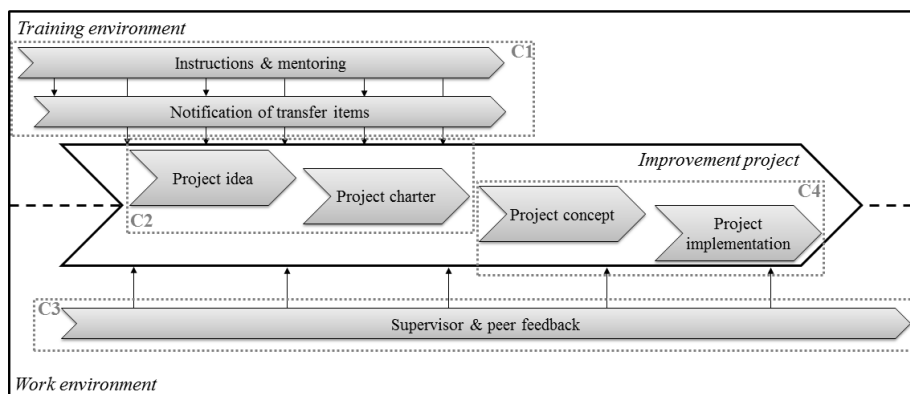 Training environment
C1
Instructions & mentoring
Notification of transfer items
Improvement project
Project idea
Project charter
C2
C4
Project concept
Project
implementation
C3
Supervisor & peer feedback
Work environment